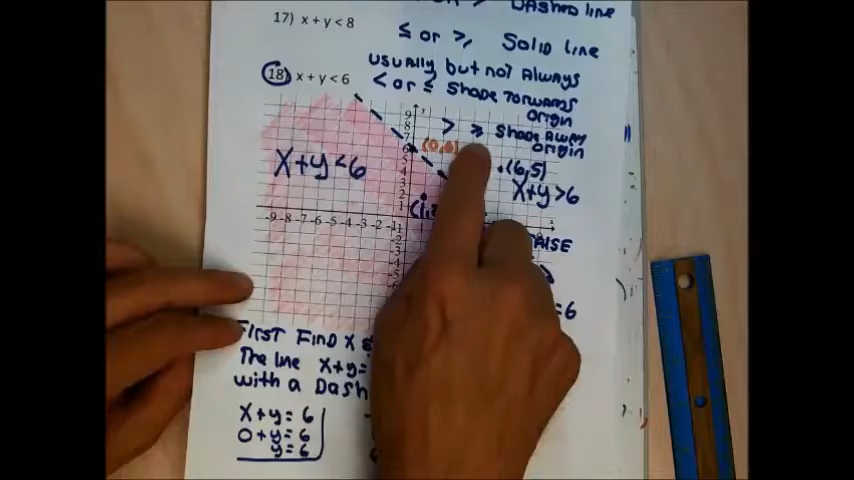 DASHED line
17) x + y < 8
≤ or ≥, SOLID LINE
USUALLY but NOT ALWAYS
18) x + y < 6
< OR ≤ SHADE TOWARDS
ORIGIN
> ≥ SHADE AWAY
ORIGIN
(0,6)
X+y<6
.(6,5)
X+y>6
y
9
8
7
6
5
4
3
2
1
-9 -8 -7 -6 -5 -4 -3 -2 -1
x
-2
-3
-4
-5
= 6
FIRST FIND X
The line x+y=
with a DASH
X+y= 6
0+y= 6
y= 6